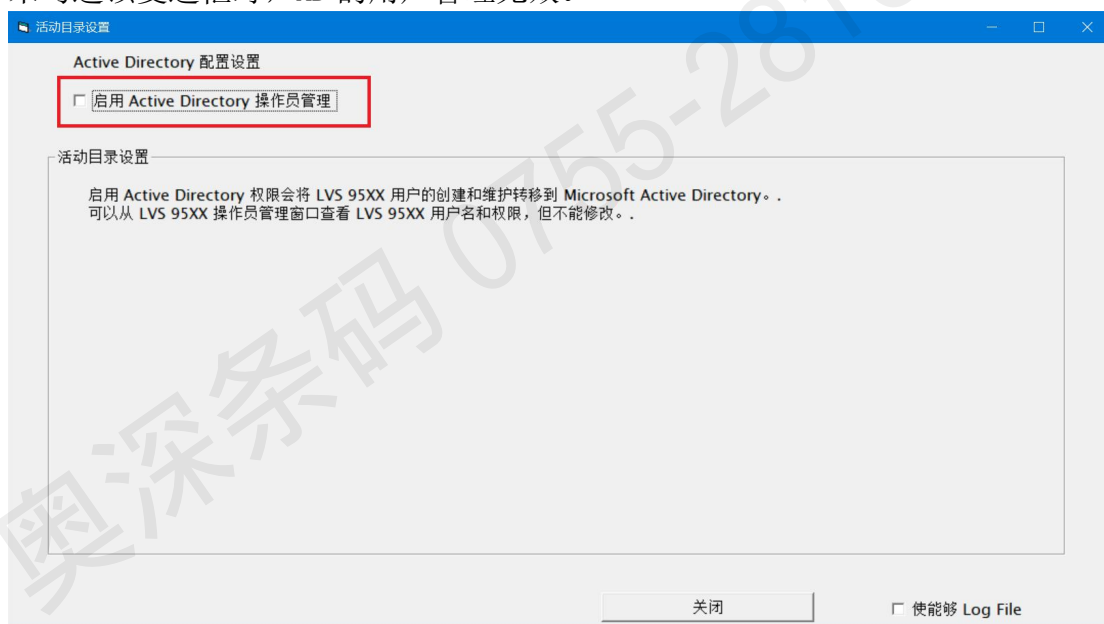 活动目录设置
Active Directory 配置设置
启用 Active Directory 操作员管理
活动目录设置
启用 Active Directory 权限会将 LVS 95XX 用户的创建和维护转移到 Microsoft Active Directory。.
可以从 LVS 95XX 操作员管理窗口查看 LVS 95XX 用户名和权限，但不能修改。.
奥深条码 0755-281
关闭
使能够 Log File